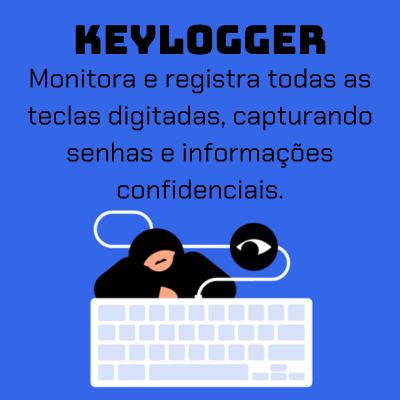 KEYLOGGER
Monitora e registra todas as
teclas digitadas, capturando
senhas e informações
confidenciais.